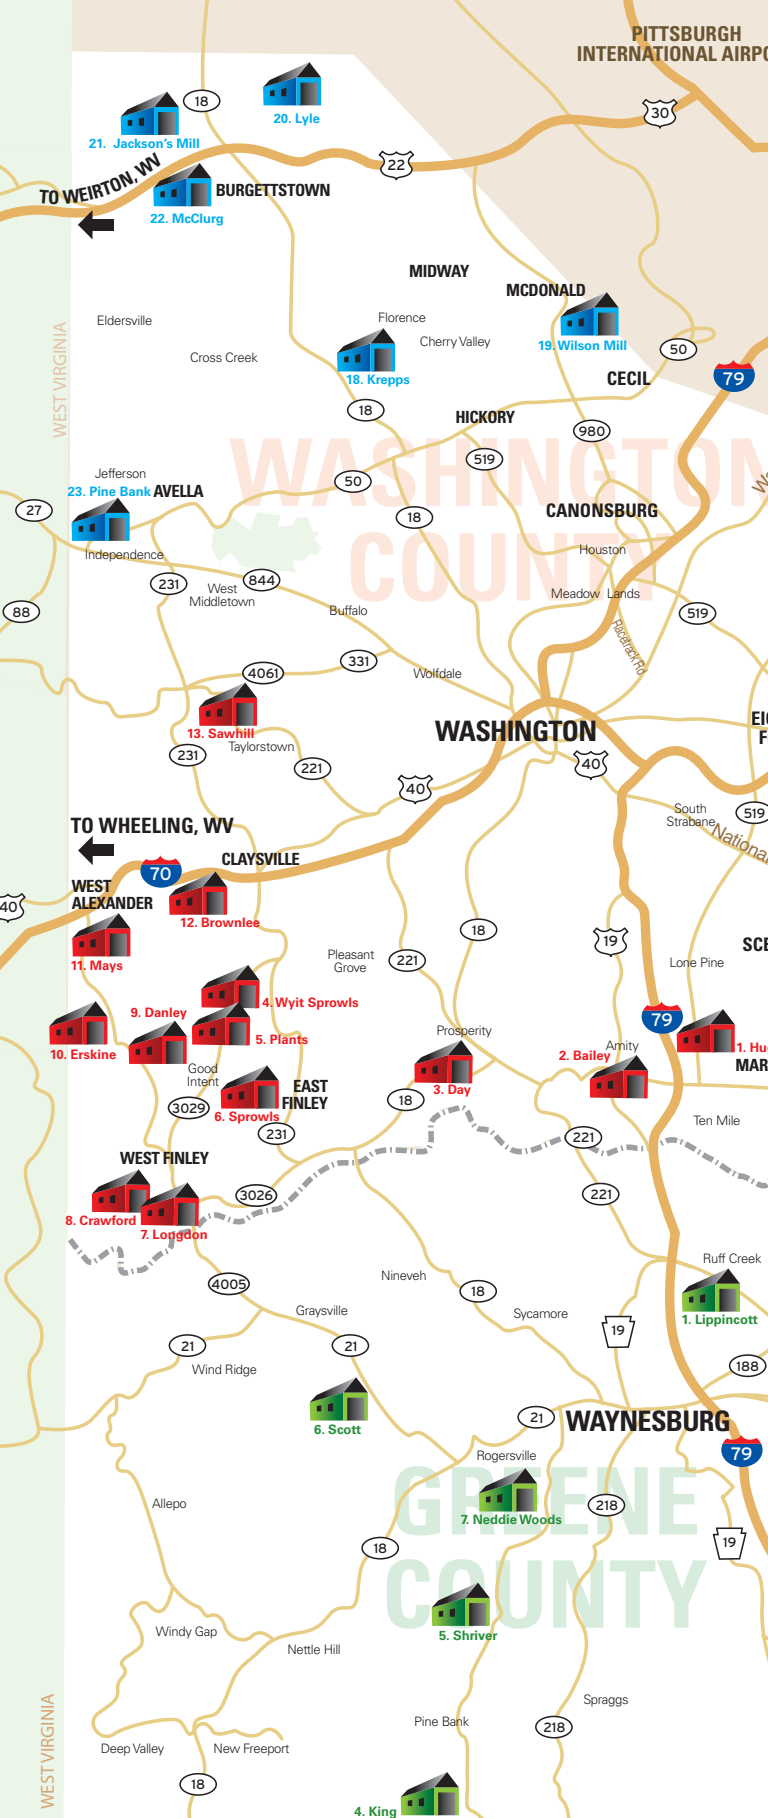 PITTSBURGH
INTERNATIONAL AIRPO
18
20. Lyle
30
21. Jackson's Mill
22
TO WEIRTON, WV
BURGETTSTOWN
22. McClurg
MIDWAY
MCDONALD
Eldersville
Florence
Cherry Valley
19. Wilson Mill
50
WEST VIRGINIA
Cross Creek
18. Krepps
CECIL
79
18
HICKORY
980
WASHINGTON
COUNTY
519
Jefferson
23. Pine Bank
AVELLA
50
27
18
CANONSBURG
Independence
Houston
231
844
West
Middletown
Meadow Lands
88
Buffalo
519
Racetrack Rd
331
4061
Wolfdale
13. Sawhill
Taylorstown
WASHINGTON
EI
F
231
221
40
40
South
Strabane
519
National
TO WHEELING, WV
CLAYSVILLE
70
WEST
ALEXANDER
40
12. Brownlee
18
19
11. Mays
Pleasant
Grove
221
Lone Pine
SCE
4. Wyit Sprowls
9. Danley
79
5. Plants
Prosperity
10. Erskine
Amity
2. Bailey
1. Hu
MAR
Good
Intent
3. Day
EAST
FINLEY
3029
6. Sprowls
18
231
Ten Mile
221
WEST FINLEY
3026
221
8. Crawford
7. Longdon
Ruff Creek
Nineveh
4005
18
Graysville
Sycamore
1. Lippincott
19
21
21
188
Wind Ridge
6. Scott
21
WAYNESBURG
79
Rogersville
GREENE
COUNTY
Allepo
7. Neddie Woods
218
19
18
Windy Gap
5. Shriver
Nettle Hill
Spraggs
WEST VIRGINIA
Pine Bank
218
Deep Valley
New Freeport
18
4. King